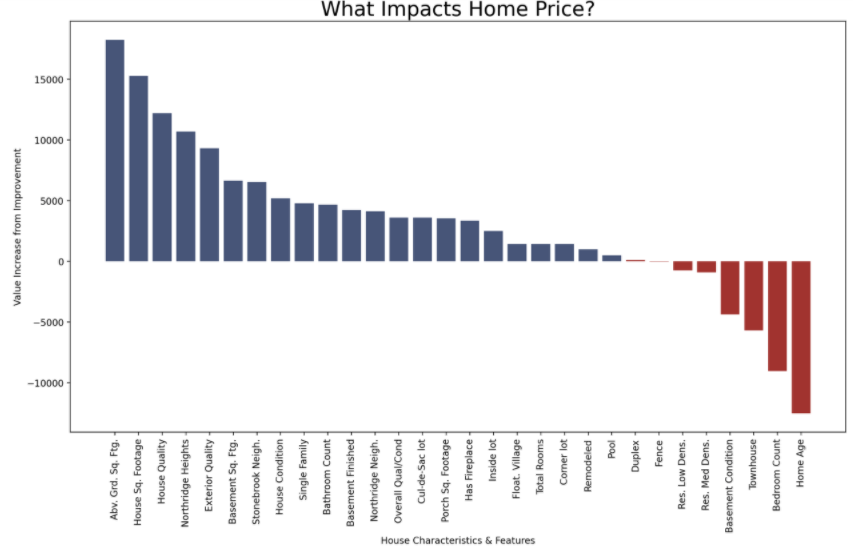 What Impacts Home Price?
Value Increase from Improvement
15000
10000
5000
0
−5000
−10000
Abv. Grd. Sq. Ftg.
House Sq. Footage
House Quality
Northridge Heights
Exterior Quality
Basement Sq. Ftg.
Stonebrook Neigh.
House Condition
Single Family
Bathroom Count
Basement Finished
Northridge Neigh.
Overall Qual/Cond
Cul-de-Sac lot
Porch Sq. Footage
Has Fireplace
Inside lot
Float. Village
Total Rooms
Corner lot
Remodeled
Pool
Duplex
Fence
Res. Low Dens.
Res. Med Dens.
Basement Condition
Townhouse
Bedroom Count
Home Age
House Characteristics & Features